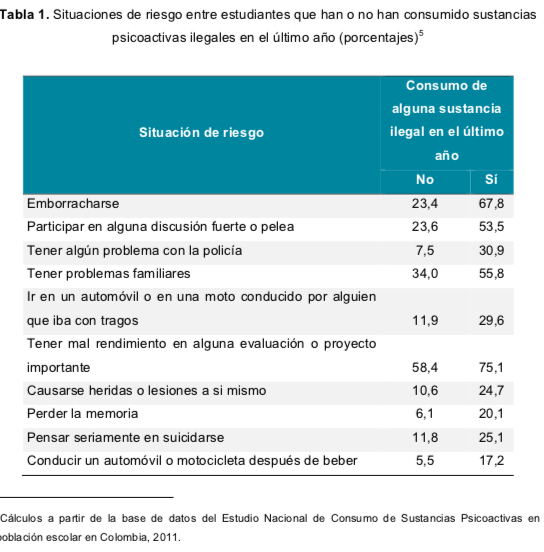 Tabla 1. Situaciones de riesgo entre estudiantes que han o no han consumido sustancias
psicoactivas ilegales en el último año (porcentajes)5
Situación de riesgo
Consumo de
alguna sustancia
ilegal en el último
año
No Sí
Emborracharse 23,4 67,8
Participar en alguna discusión fuerte o pelea 23,6 53,5
Tener algún problema con la policía 7,5 30,9
Tener problemas familiares 34,0 55,8
Ir en un automóvil o en una moto conducido por alguien
que iba con tragos 11,9 29,6
Tener mal rendimiento en alguna evaluación o proyecto
importante 58,4 75,1
Causarse heridas o lesiones a si mismo 10,6 24,7
Perder la memoria 6,1 20,1
Pensar seriamente en suicidarse 11,8 25,1
Conducir un automóvil o motocicleta después de beber 5,5 17,2
Cálculos a partir de la base de datos del Estudio Nacional de Consumo de Sustancias Psicoactivas en
población escolar en Colombia, 2011.